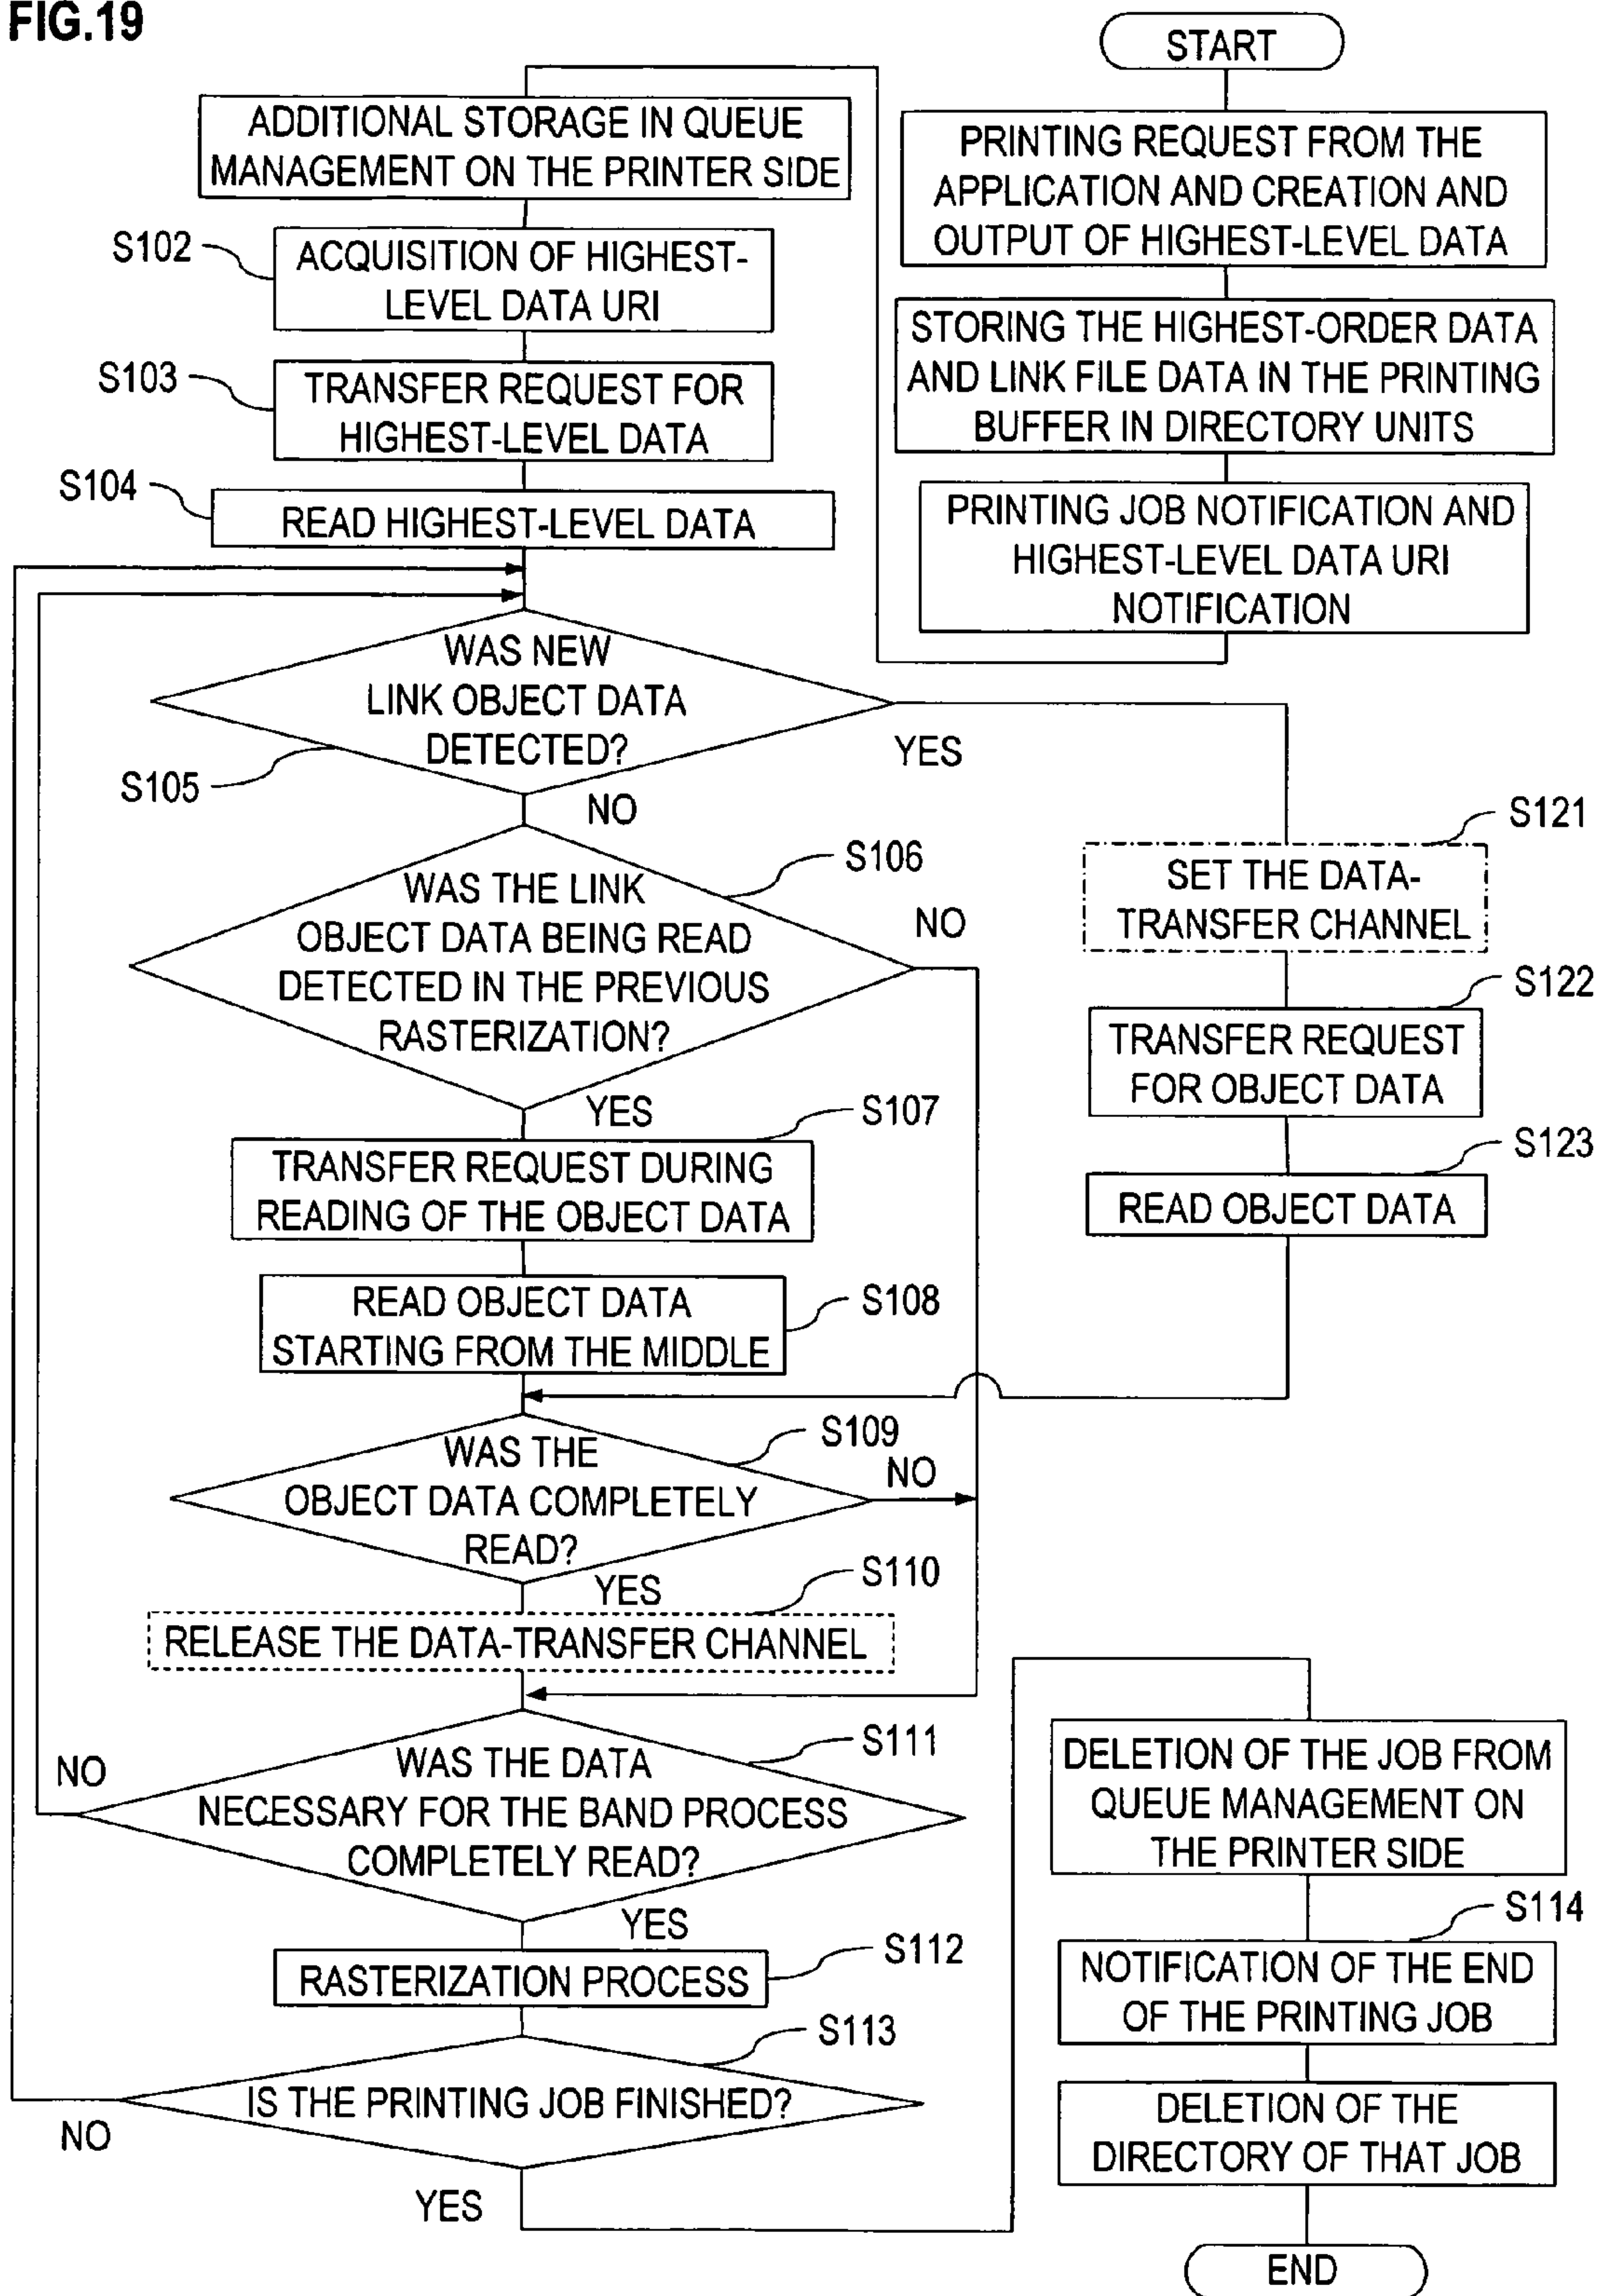 FIG.19
START
PRINTING REQUEST FROM THE
APPLICATION AND CREATION AND
OUTPUT OF HIGHEST-LEVEL DATA
STORING THE HIGHEST-ORDER DATA
AND LINK FILE DATA IN THE PRINTING
BUFFER IN DIRECTORY UNITS
PRINTING JOB NOTIFICATION AND
HIGHEST-LEVEL DATA URI
NOTIFICATION
ADDITIONAL STORAGE IN QUEUE
MANAGEMENT ON THE PRINTER SIDE
S102
ACQUISITION OF HIGHEST-
LEVEL DATA URI
S103
TRANSFER REQUEST FOR
HIGHEST-LEVEL DATA
S104
READ HIGHEST-LEVEL DATA
WAS NEW
LINK OBJECT DATA
DETECTED?
S105
YES
NO
S121
SET THE DATA-
TRANSFER CHANNEL
S122
TRANSFER REQUEST
FOR OBJECT DATA
S123
READ OBJECT DATA
S106
WAS THE LINK
OBJECT DATA BEING READ
DETECTED IN THE PREVIOUS
RASTERIZATION?
NO
YES
S107
TRANSFER REQUEST DURING
READING OF THE OBJECT DATA
S108
READ OBJECT DATA
STARTING FROM THE MIDDLE
S109
WAS THE
OBJECT DATA COMPLETELY
READ?
NO
YES
S110
RELEASE THE DATA-TRANSFER CHANNEL
S111
WAS THE DATA
NECESSARY FOR THE BAND PROCESS
COMPLETELY READ?
NO
YES
S112
RASTERIZATION PROCESS
S113
IS THE PRINTING JOB FINISHED?
NO
YES
DELETION OF THE JOB FROM
QUEUE MANAGEMENT ON
THE PRINTER SIDE
S114
NOTIFICATION OF THE END
OF THE PRINTING JOB
DELETION OF THE
DIRECTORY OF THAT JOB
END